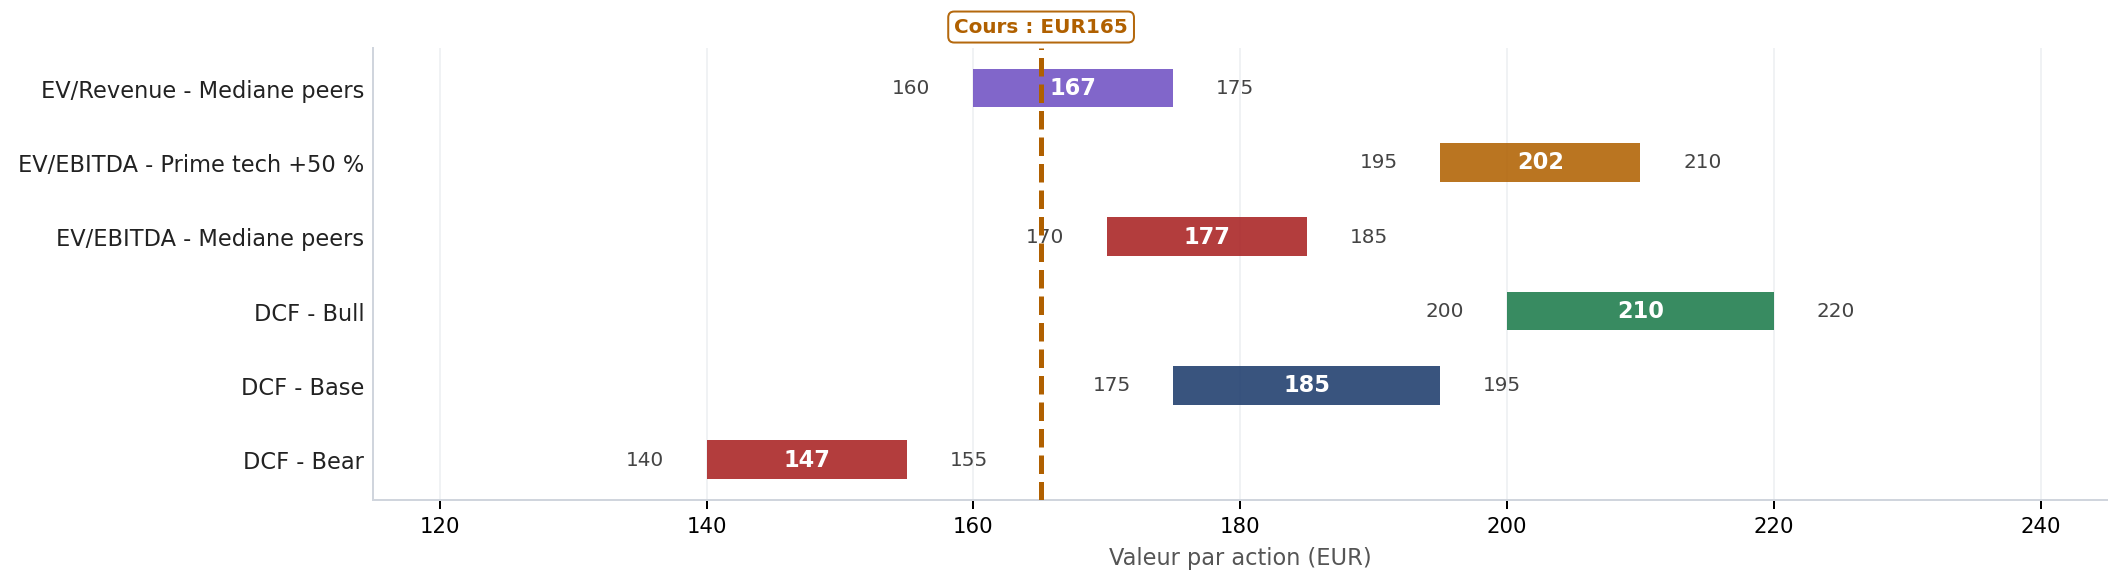 Cours : EUR165
EV/Revenue - Mediane peers 160 167 175
EV/EBITDA - Prime tech +50 % 195 202 210
EV/EBITDA - Mediane peers 170 177 185
DCF - Bull 200 210 220
DCF - Base 175 185 195
DCF - Bear 140 147 155
120 140 160 180 200 220 240
Valeur par action (EUR)